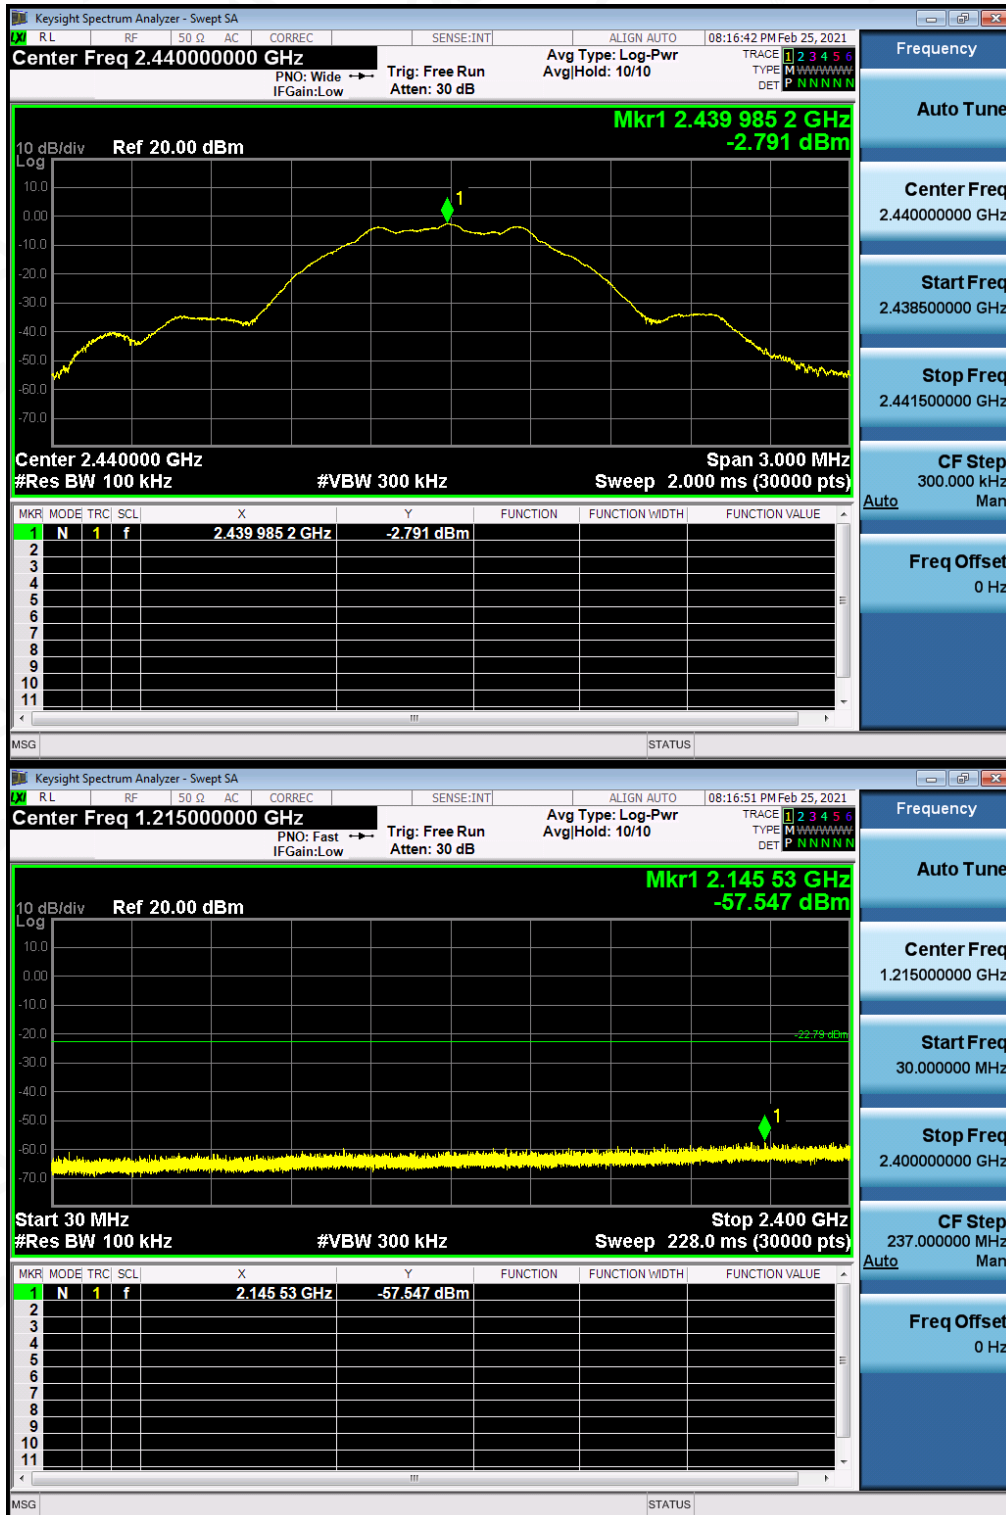 Keysight Spectrum Analyzer - Swept SA
LXI RL RF 50 Ω AC CORREC SENSE:INT ALIGN AUTO 08:16:42 PM Feb 25, 2021
Center Freq 2.440000000 GHz
PNO: Wide
IFGain:Low
Trig: Free Run
Atten: 30 dB
Avg Type: Log-Pwr
Avg|Hold: 10/10
TRACE 1 2 3 4 5 6
TYPE M WWWWW
DET P N N N N N
Mkr1 2.439 985 2 GHz
-2.791 dBm
10 dB/div Ref 20.00 dBm
Log
10.0
0.00
-10.0
-20.0
-30.0
-40.0
-50.0
-60.0
-70.0
1
Center 2.440000 GHz Span 3.000 MHz
#Res BW 100 kHz #VBW 300 kHz Sweep 2.000 ms (30000 pts)
MKR MODE TRC SCL X Y FUNCTION FUNCTION WIDTH FUNCTION VALUE
1 N 1 f 2.439 985 2 GHz -2.791 dBm
2
3
4
5
6
7
8
9
10
11
MSG STATUS
Frequency
Auto Tune
Center Freq
2.440000000 GHz
Start Freq
2.438500000 GHz
Stop Freq
2.441500000 GHz
CF Step
300.000 kHz
Auto Man
Freq Offset
0 Hz
Keysight Spectrum Analyzer - Swept SA
LXI RL RF 50 Ω AC CORREC SENSE:INT ALIGN AUTO 08:16:51 PM Feb 25, 2021
Center Freq 1.215000000 GHz
PNO: Fast
IFGain:Low
Trig: Free Run
Atten: 30 dB
Avg Type: Log-Pwr
Avg|Hold: 10/10
TRACE 1 2 3 4 5 6
TYPE M WWWWW
DET P N N N N N
Mkr1 2.145 53 GHz
-57.547 dBm
10 dB/div Ref 20.00 dBm
Log
10.0
0.00
-10.0
-20.0
-30.0
-40.0
-50.0
-60.0
-70.0
-22.79 dBm
1
Start 30 MHz Stop 2.400 GHz
#Res BW 100 kHz #VBW 300 kHz Sweep 228.0 ms (30000 pts)
MKR MODE TRC SCL X Y FUNCTION FUNCTION WIDTH FUNCTION VALUE
1 N 1 f 2.145 53 GHz -57.547 dBm
2
3
4
5
6
7
8
9
10
11
MSG STATUS
Frequency
Auto Tune
Center Freq
1.215000000 GHz
Start Freq
30.000000 MHz
Stop Freq
2.400000000 GHz
CF Step
237.000000 MHz
Auto Man
Freq Offset
0 Hz